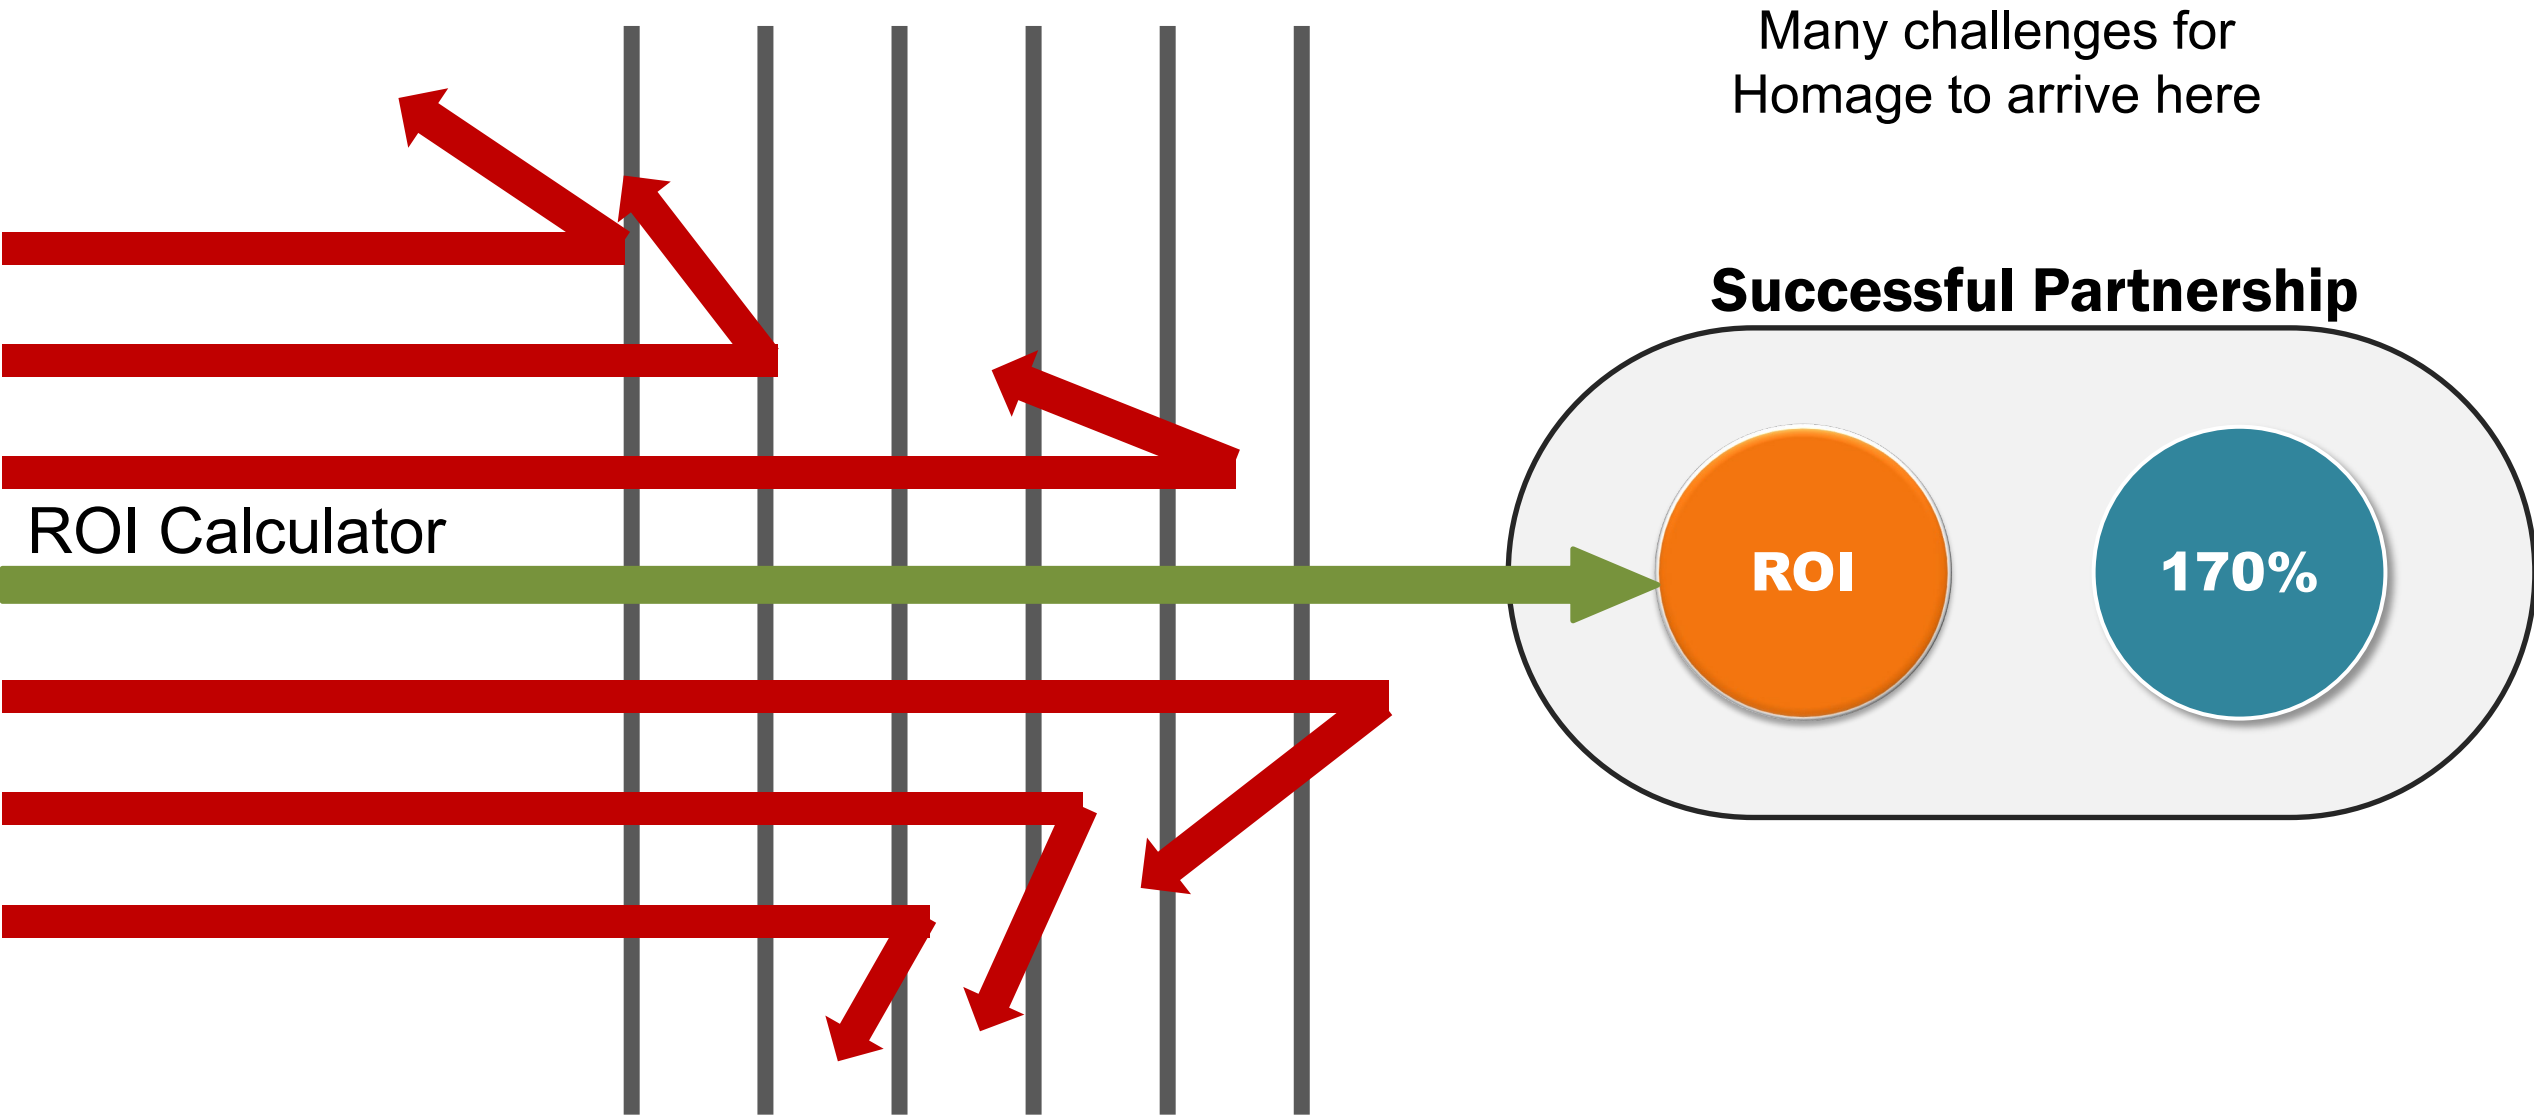 Many challenges for
Homage to arrive here
Successful Partnership
ROI Calculator
ROI
170%